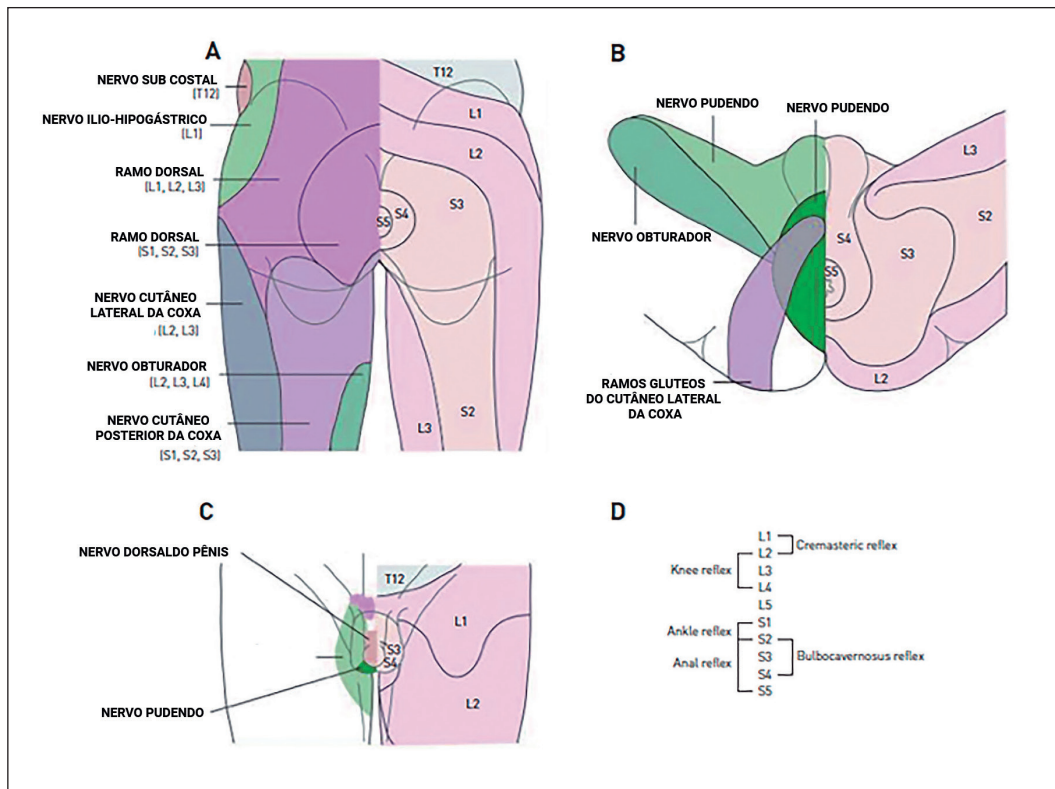 A
NERVO SUB COSTAL
(T12)
NERVO ILIO-HIPOGÁSTRICO
(L1)
RAMO DORSAL
(L1, L2, L3)
RAMO DORSAL
(S1, S2, S3)
NERVO CUTÂNEO
LATERAL DA COXA
(L2, L3)
NERVO OBTURADOR
(L2, L3, L4)
NERVO CUTÂNEO
POSTERIOR DA COXA
(S1, S2, S3)
T12
L1
L2
S3
S4
S5
L3
S2
B
NERVO PUDENDO
NERVO PUDENDO
NERVO OBTURADOR
RAMOS GLUTEOS
DO CUTÂNEO LATERAL
DA COXA
L3
S2
S4
S3
S5
L2
C
NERVO DORSALDO PÊNIS
NERVO PUDENDO
T12
L1
S3
S4
L2
D
L1
L2
L3
L4
L5
S1
S2
S3
S4
S5
Cremasteric reflex
Knee reflex
Ankle reflex
Anal reflex
Bulbocavernosus reflex